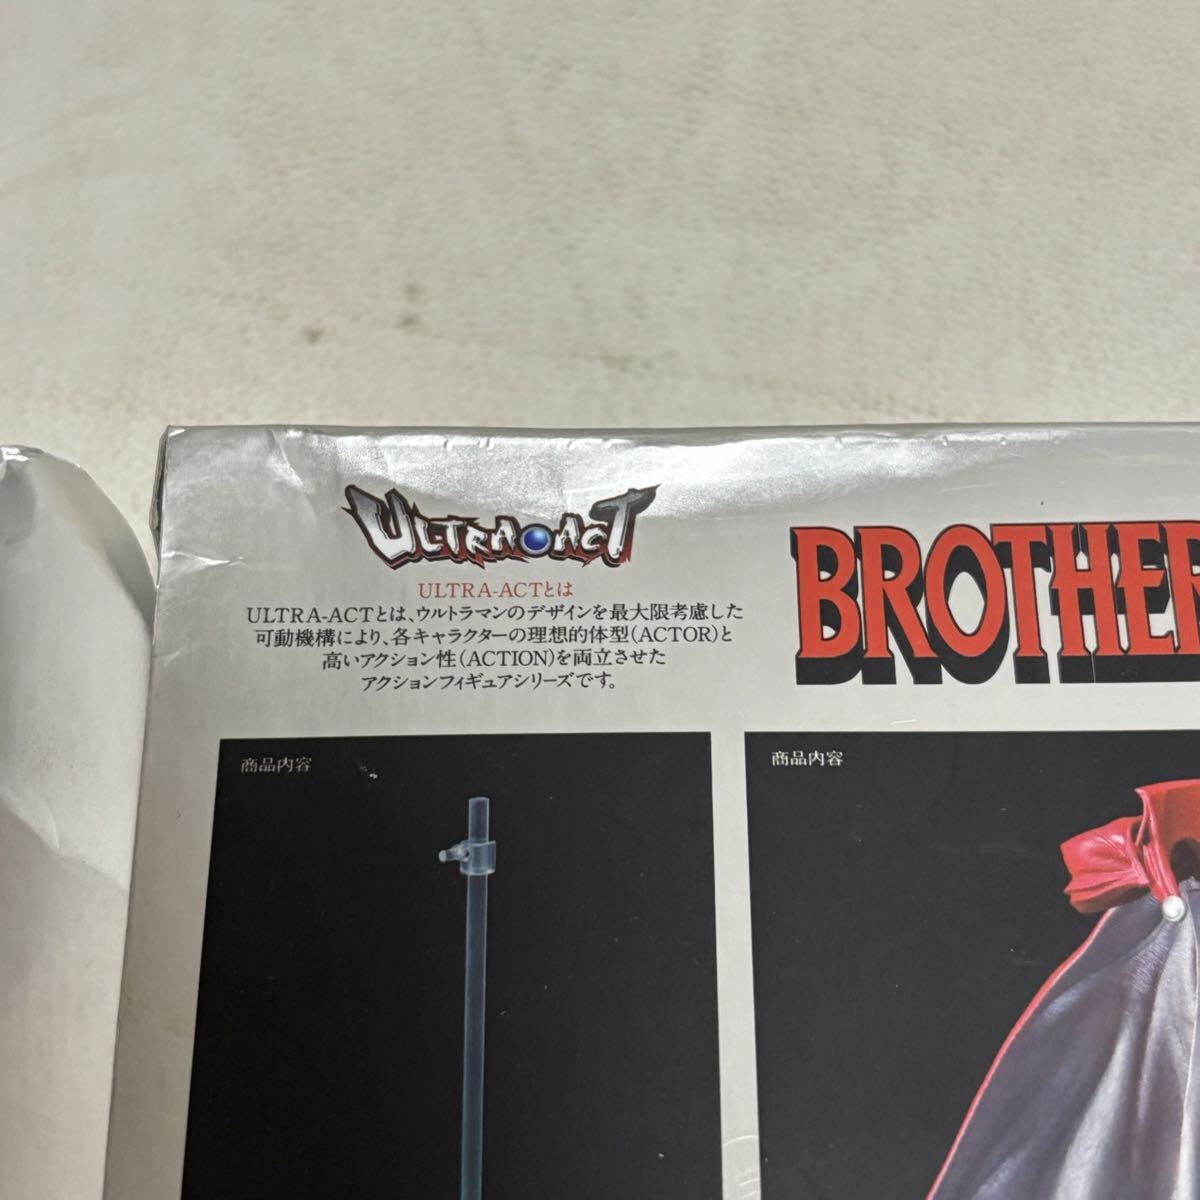 ULTRA ACT
ULTRA-ACTとは
ULTRA-ACTとは、ウルトラマンのデザインを最大限考慮した
可動機構により、各キャラクターの理想的体型(ACTOR)と
高いアクション性(ACTION)を両立させた
アクションフィギュアシリーズです。
BROTHER
商品内容
商品内容